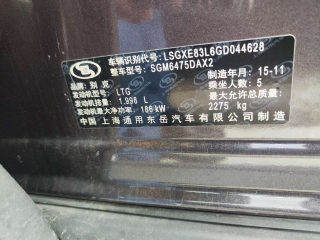 车辆识别代号: LSGXE83L6GD044628
整车型号: SGM6475DAX2
品牌: 别克 制造年月: 15-11
发动机型号: LTG 乘坐人数: 5
发动机排量: 1,998 L 最大允许总质量:
发动机最大净功率: 186 kW 2275 kg
中国上海通用东岳汽车有限公司制造